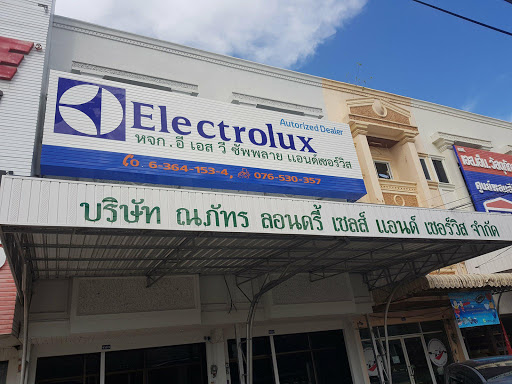 Electrolux
Authorized Dealer
หจก.อี เอส วี ซัพพลาย แอนด์เซอร์วิส
0. 6-364-153-4, 076-530-357
บริษัท ณภัทร ลอนดรี้ เซลส์ แอนด์ เซอร์วิส จำกัด